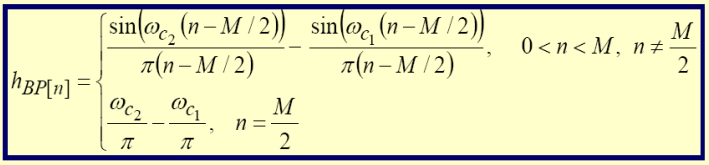 h_BP[n] = { sin(ω_c2 (n−M / 2)) / π(n−M / 2) − sin(ω_c1 (n−M / 2)) / π(n−M / 2), 0 < n < M, n ≠ M / 2
ω_c2 / π − ω_c1 / π, n = M / 2